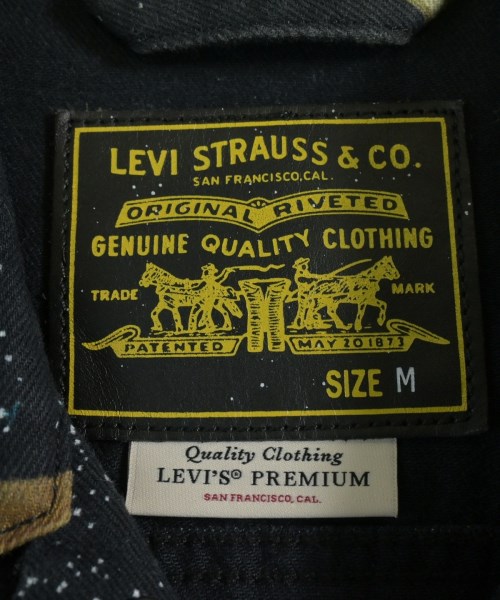 LEVI STRAUSS & CO.
SAN FRANCISCO, CAL.
ORIGINAL RIVETED
GENUINE QUALITY CLOTHING
TRADE MARK
PATENTED MAY 20 1873
SIZE M
Quality Clothing
LEVI'S® PREMIUM
SAN FRANCISCO, CAL.